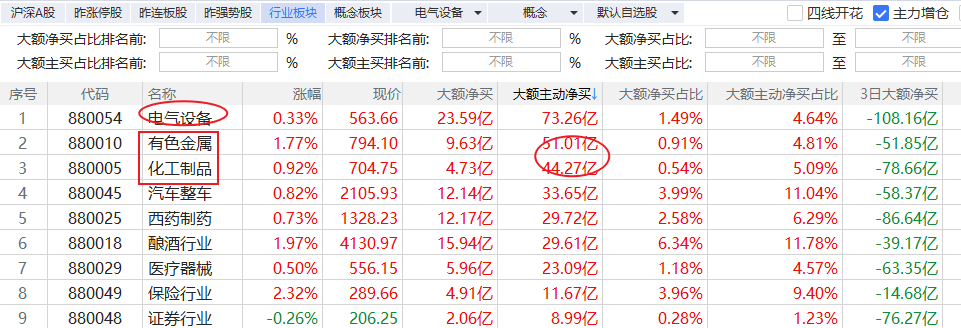 沪深A股 昨涨停股 昨连板股 昨强势股 行业板块 概念板块 电气设备 概念 默认自选股 四线开花 主力增仓
大额净买占比排名前: 不限 % 大额净买排名前: 不限 % 大额净买占比: 不限 至 不限
大额主买占比排名前: 不限 % 大额主买排名前: 不限 % 大额主买占比: 不限 至 不限
序号 代码 名称 涨幅 现价 大额净买 大额主动净买↓ 大额净买占比 大额主动净买占比 3日大额净买
1 880054 电气设备 0.33% 563.66 23.59亿 73.26亿 1.49% 4.64% -108.16亿
2 880010 有色金属 1.77% 794.10 9.63亿 51.01亿 0.91% 4.81% -51.85亿
3 880005 化工制品 0.92% 704.75 4.73亿 44.27亿 0.54% 5.09% -78.66亿
4 880045 汽车整车 0.82% 2105.93 12.14亿 33.65亿 3.99% 11.04% -58.37亿
5 880025 西药制药 0.73% 1328.23 12.17亿 29.72亿 2.58% 6.29% -86.64亿
6 880018 酿酒行业 1.97% 4130.97 15.94亿 29.61亿 6.34% 11.78% -39.17亿
7 880029 医疗器械 0.50% 556.15 5.96亿 23.09亿 1.18% 4.57% -63.35亿
8 880049 保险行业 2.32% 289.66 4.91亿 11.67亿 3.96% 9.40% -14.68亿
9 880048 证券行业 -0.26% 206.25 2.06亿 8.99亿 0.28% 1.23% -76.27亿